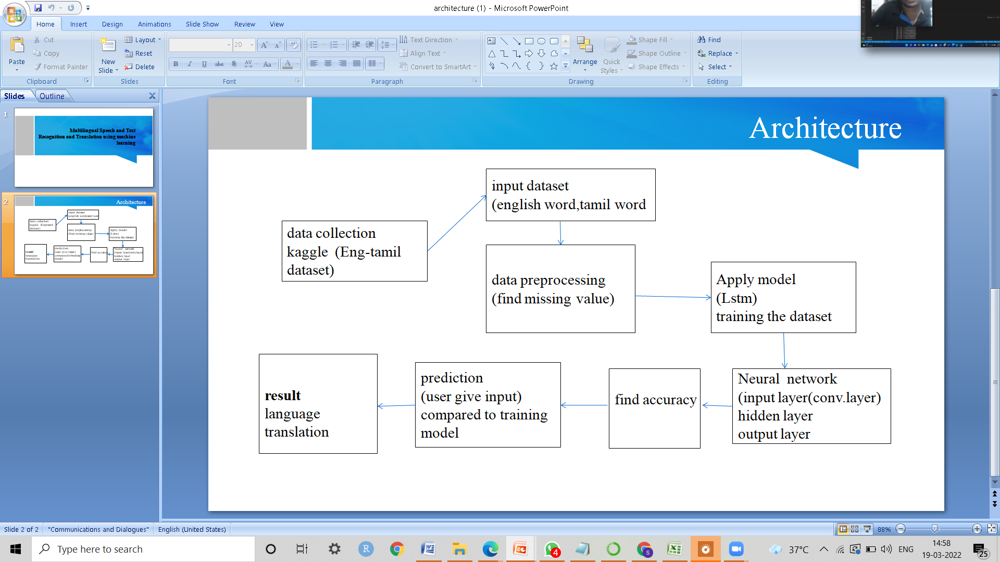 architecture (1) - Microsoft PowerPoint
Home Insert Design Animations Slide Show Review View
Paste
Cut
Copy
Format Painter
Clipboard
New
Slide
Layout
Reset
Delete
Slides
20
B I U abc S AV Aa A
Font
Text Direction
Align Text
Convert to SmartArt
Paragraph
Arrange
Quick
Styles
Shape Fill
Shape Outline
Shape Effects
Drawing
Find
Replace
Select
Editing
Slides Outline
1
Multilingual Speech and Text
Recognition and Translation using machine
learning
2
Architecture
data collection
kaggle (Eng-tamil
dataset)
input dataset
(english word,tamil word
data preprocessing
(find missing value)
Apply model
(Lstm)
training the dataset
Neural network
(input layer(conv.layer)
hidden layer
output layer
find accuracy
prediction
(user give input)
compared to training
model
result
language
translation
Architecture
input dataset
(english word,tamil word
data collection
kaggle (Eng-tamil
dataset)
data preprocessing
(find missing value)
Apply model
(Lstm)
training the dataset
Neural network
(input layer(conv.layer)
hidden layer
output layer
find accuracy
prediction
(user give input)
compared to training
model
result
language
translation
Slide 2 of 2 "Communications and Dialogues" English (United States)
88%
Type here to search
R
4
S
37°C
ENG
14:58
19-03-2022
25